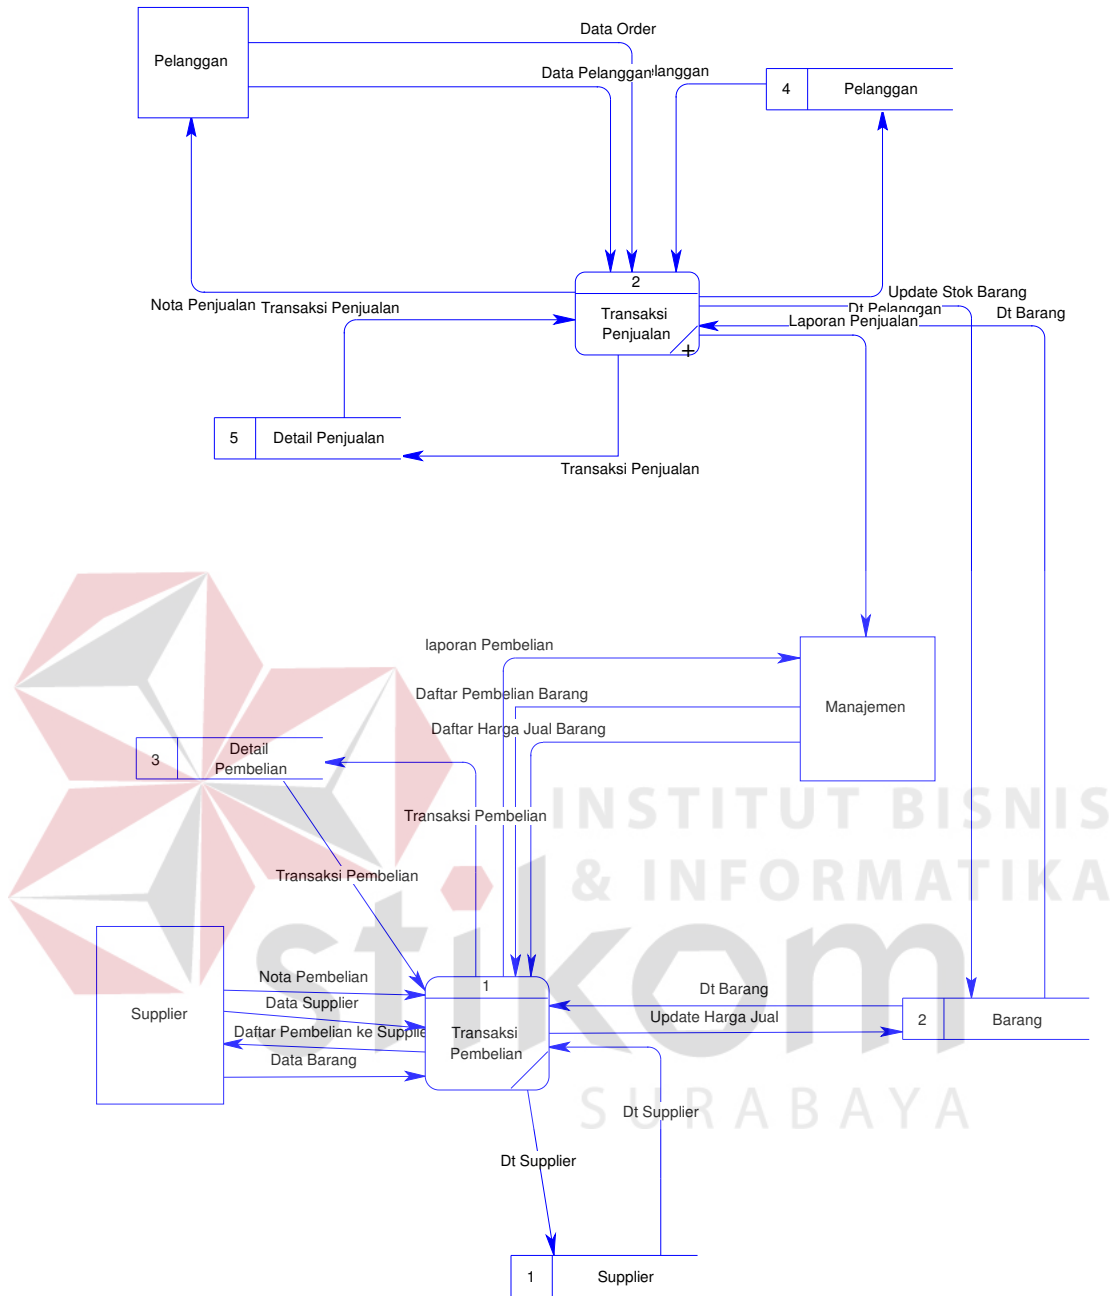 Data Order
Pelanggan
Data Pelanggan
elanggan
4
Pelanggan
2
Transaksi
Penjualan
Nota Penjualan
Transaksi Penjualan
Update Stok Barang
Dt Pelanggan
Laporan Penjualan
Dt Barang
5
Detail Penjualan
Transaksi Penjualan
laporan Pembelian
Daftar Pembelian Barang
Manajemen
Daftar Harga Jual Barang
3
Detail
Pembelian
Transaksi Pembelian
INSTITUT BISNIS
& INFORMATIKA
Transaksi Pembelian
stikom
SURABAYA
Nota Pembelian
Data Supplier
Supplier
Daftar Pembelian ke Supplie
Data Barang
1
Transaksi
Pembelian
Dt Barang
Update Harga Jual
2
Barang
Dt Supplier
Dt Supplier
1
Supplier